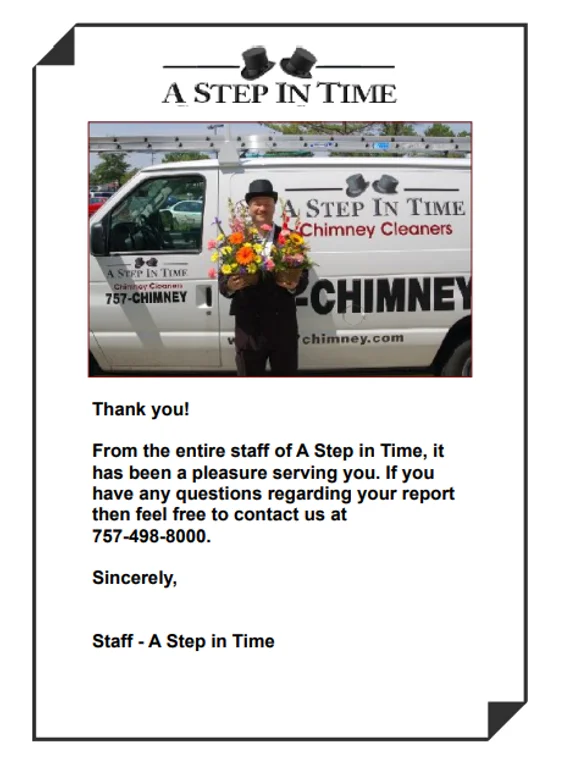 A STEP IN TIME
A STEP IN TIME
Chimney Cleaners
A STEP IN TIME
Chimney Cleaners
757-CHIMNEY
-CHIMNEY
chimney.com
Thank you!
From the entire staff of A Step in Time, it
has been a pleasure serving you. If you
have any questions regarding your report
then feel free to contact us at
757-498-8000.
Sincerely,
Staff - A Step in Time